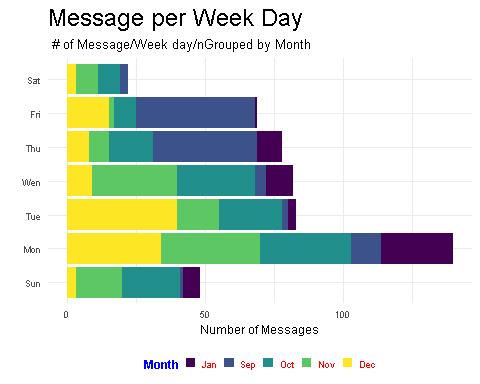 Message per Week Day
# of Message/Week day/nGrouped by Month
Sat
Fri
Thu
Wen
Tue
Mon
Sun
0 50 100
Number of Messages
Month Jan Sep Oct Nov Dec